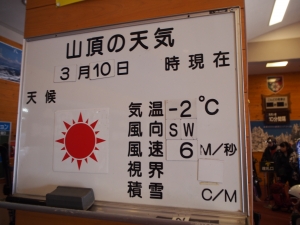 山頂の天気
3月10日 時現在
天候
気温 -2℃
風向 SW
風速 6 M/秒
視界
積雪 C/M